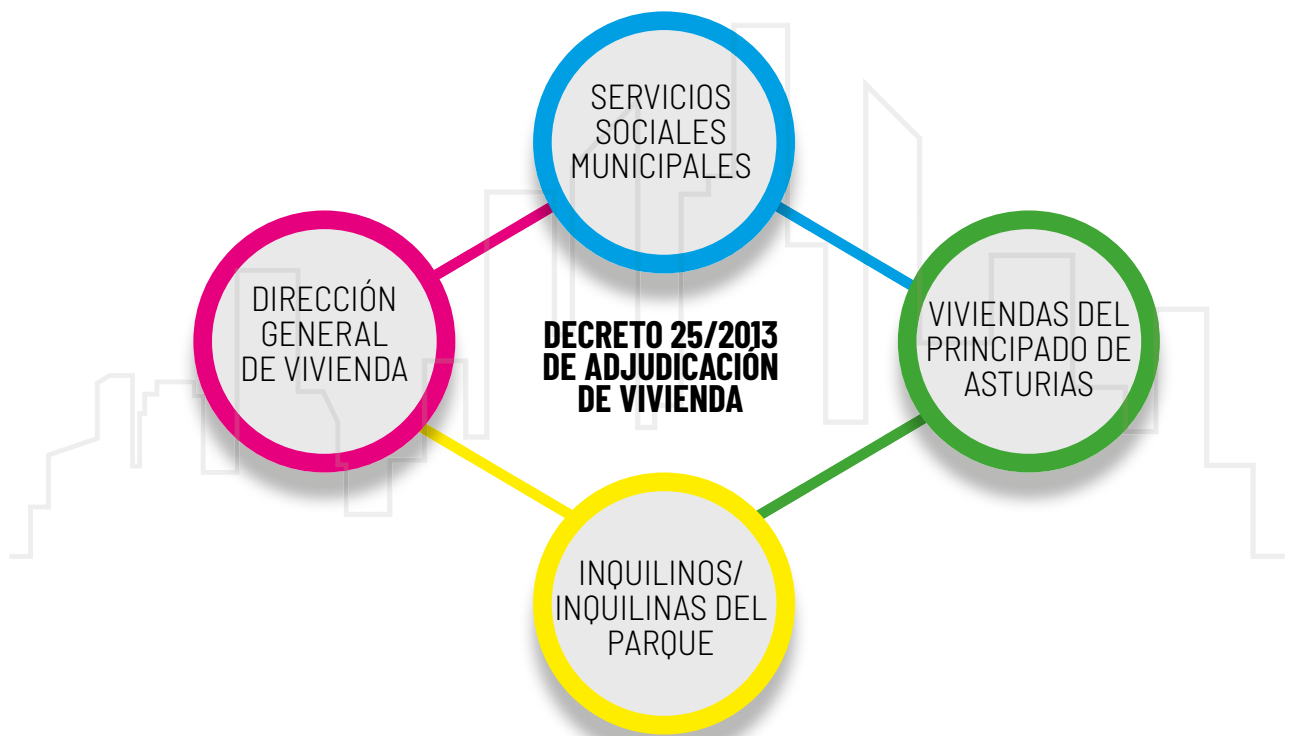 SERVICIOS
SOCIALES
MUNICIPALES
DIRECCIÓN
GENERAL
DE VIVIENDA
DECRETO 25/2013
DE ADJUDICACIÓN
DE VIVIENDA
VIVIENDAS DEL
PRINCIPADO DE
ASTURIAS
INQUILINOS/
INQUILINAS DEL
PARQUE